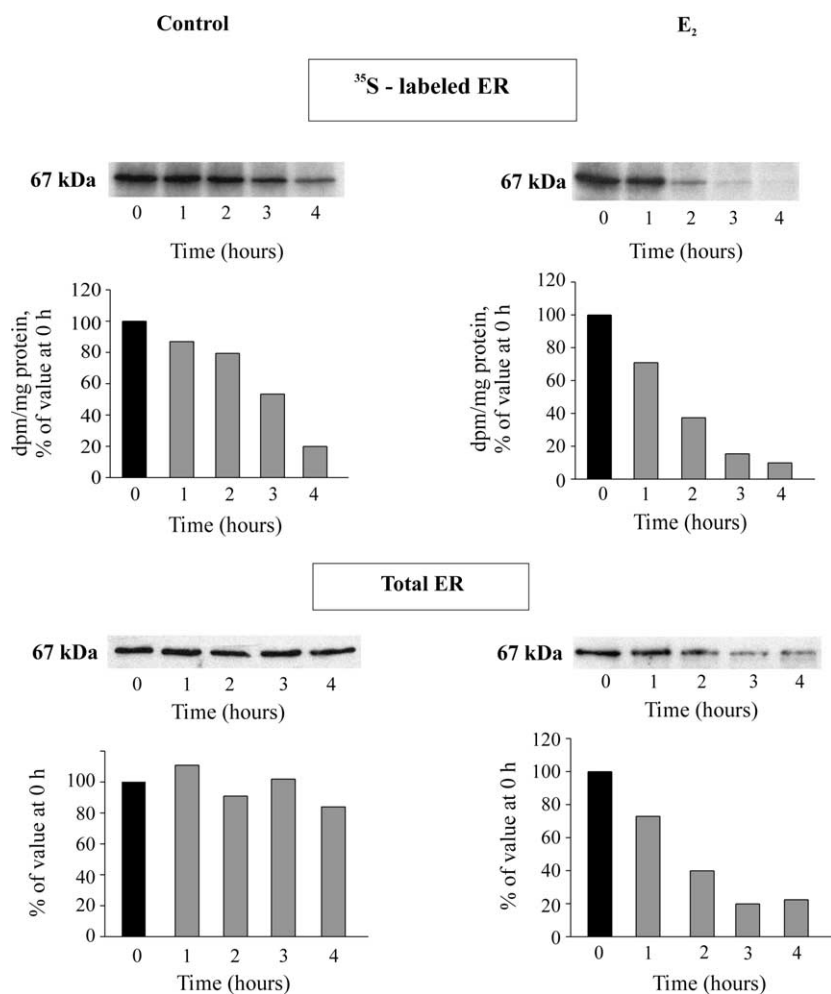 Control
E₂
³⁵S - labeled ER
67 kDa
0 1 2 3 4
Time (hours)
67 kDa
0 1 2 3 4
Time (hours)
dpm/mg protein,
% of value at 0 h
100
80
60
40
20
0
0 1 2 3 4
Time (hours)
dpm/mg protein,
% of value at 0 h
120
100
80
60
40
20
0
0 1 2 3 4
Time (hours)
Total ER
67 kDa
0 1 2 3 4
Time (hours)
67 kDa
0 1 2 3 4
Time (hours)
% of value at 0 h
100
80
60
40
20
0
0 1 2 3 4
Time (hours)
% of value at 0 h
120
100
80
60
40
20
0
0 1 2 3 4
Time (hours)